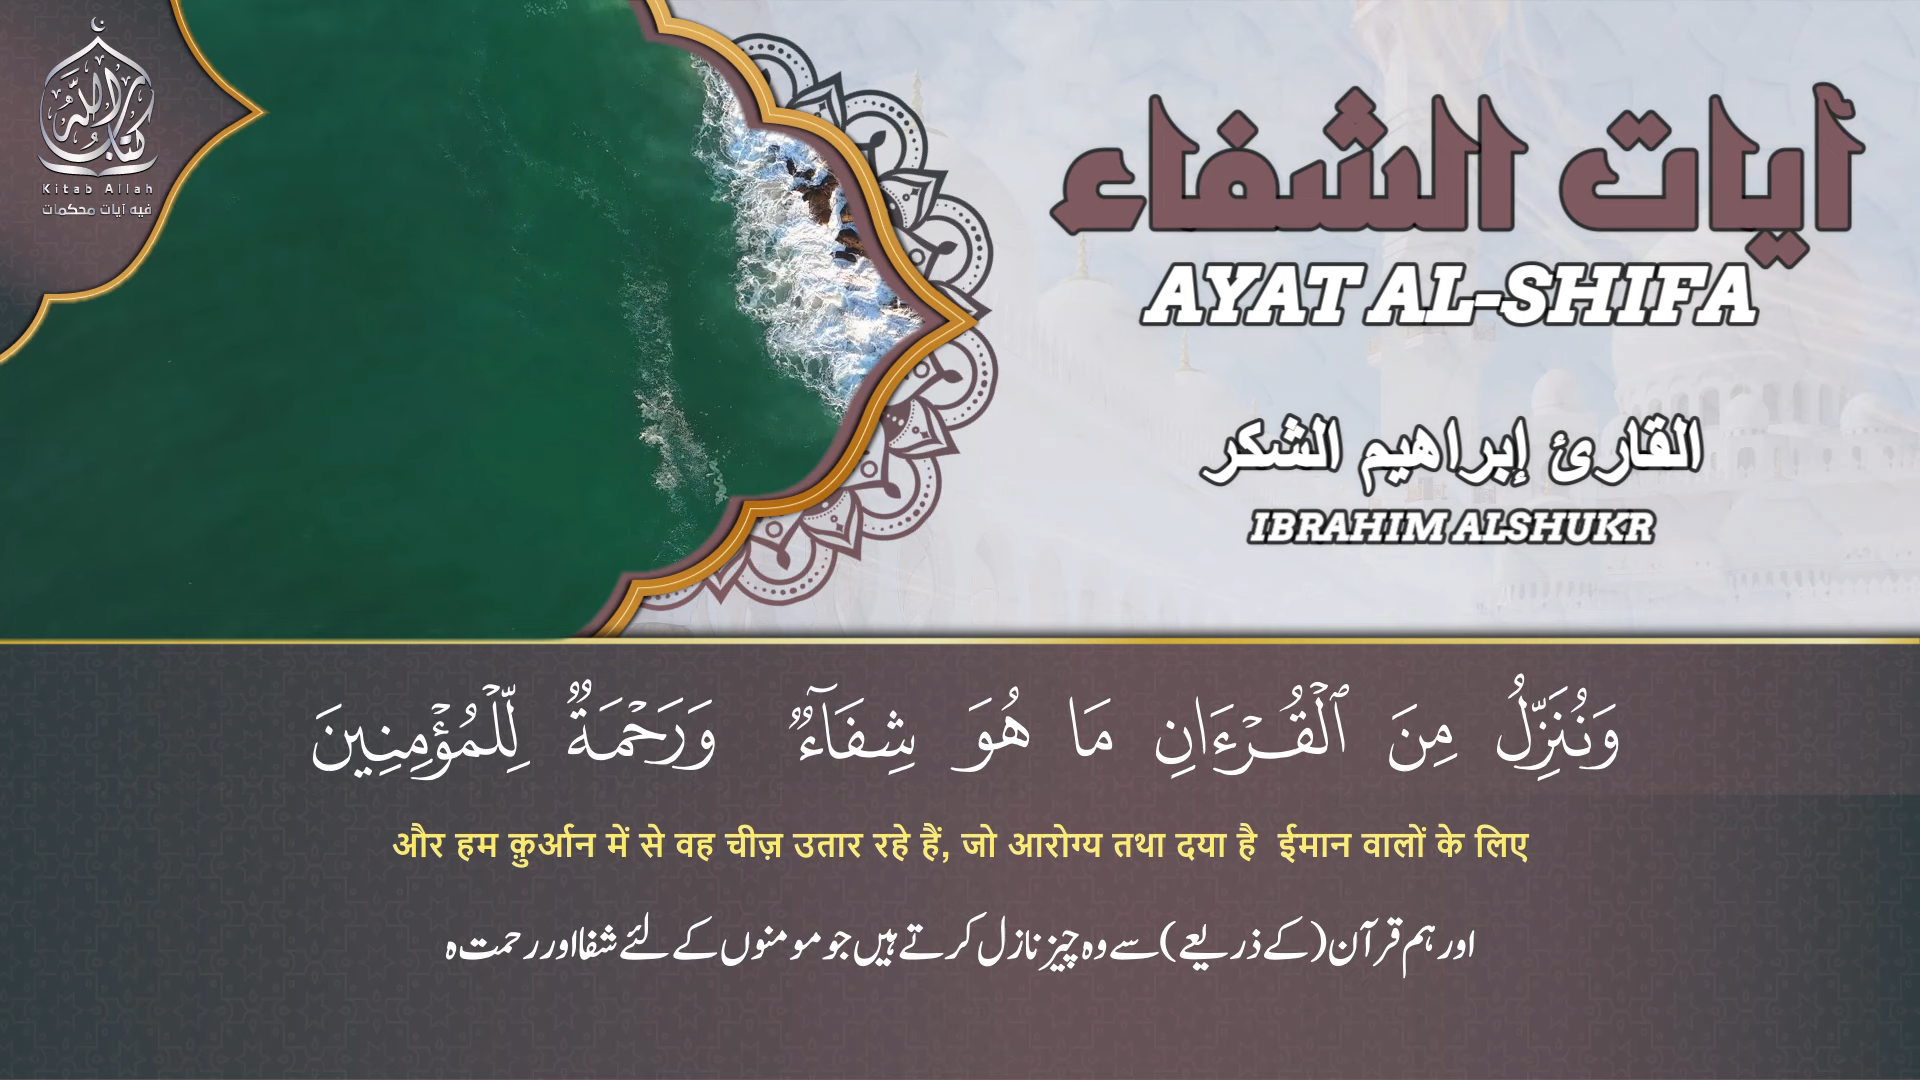 كتاب الله
Kitab Allah
فيه آيات محكمات
آيات الشفاء
AYAT AL-SHIFA
القارئ إبراهيم الشكر
IBRAHIM ALSHUKR
وَنُنَزِّلُ مِنَ ٱلْقُرْءَانِ مَا هُوَ شِفَآءٌ وَرَحْمَةٌ لِّلْمُؤْمِنِينَ
और हम क़ुर्आन में से वह चीज़ उतार रहे हैं, जो आरोग्य तथा दया है ईमान वालों के लिए
اور ہم قرآن (کے ذریعے) سے وہ چیز نازل کرتے ہیں جو مومنوں کے لئے شفا اور رحمت ہ